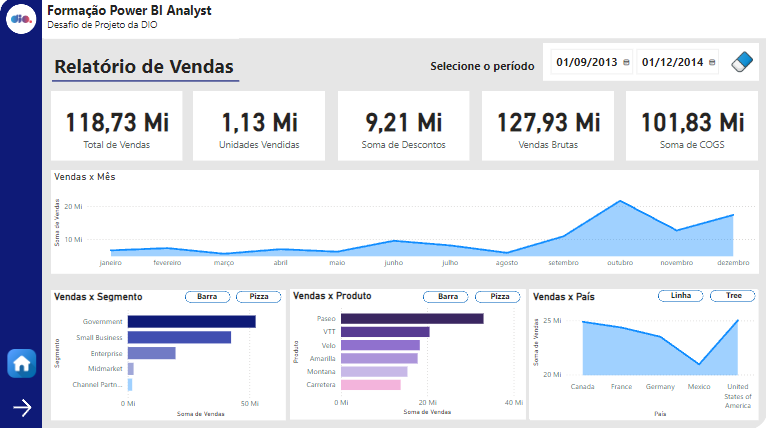 DIO.
Formação Power BI Analyst
Desafio de Projeto da DIO
Relatório de Vendas
Selecione o período
01/09/2013
01/12/2014
118,73 Mi
Total de Vendas
1,13 Mi
Unidades Vendidas
9,21 Mi
Soma de Descontos
127,93 Mi
Vendas Brutas
101,83 Mi
Soma de COGS
Vendas x Mês
Soma de Vendas
20 Mi
10 Mi
janeiro fevereiro março abril maio junho julho agosto setembro outubro novembro dezembro
Vendas x Segmento
Barra Pizza
Segmento
Government
Small Business
Enterprise
Midmarket
Channel Partn...
0 Mi 50 Mi
Soma de Vendas
Vendas x Produto
Barra Pizza
Produto
Paseo
VTT
Velo
Amarilla
Montana
Carretera
0 Mi 20 Mi 40 Mi
Soma de Vendas
Vendas x País
Linha Tree
Soma de Vendas
25 Mi
20 Mi
Canada France Germany Mexico United
States of
America
País